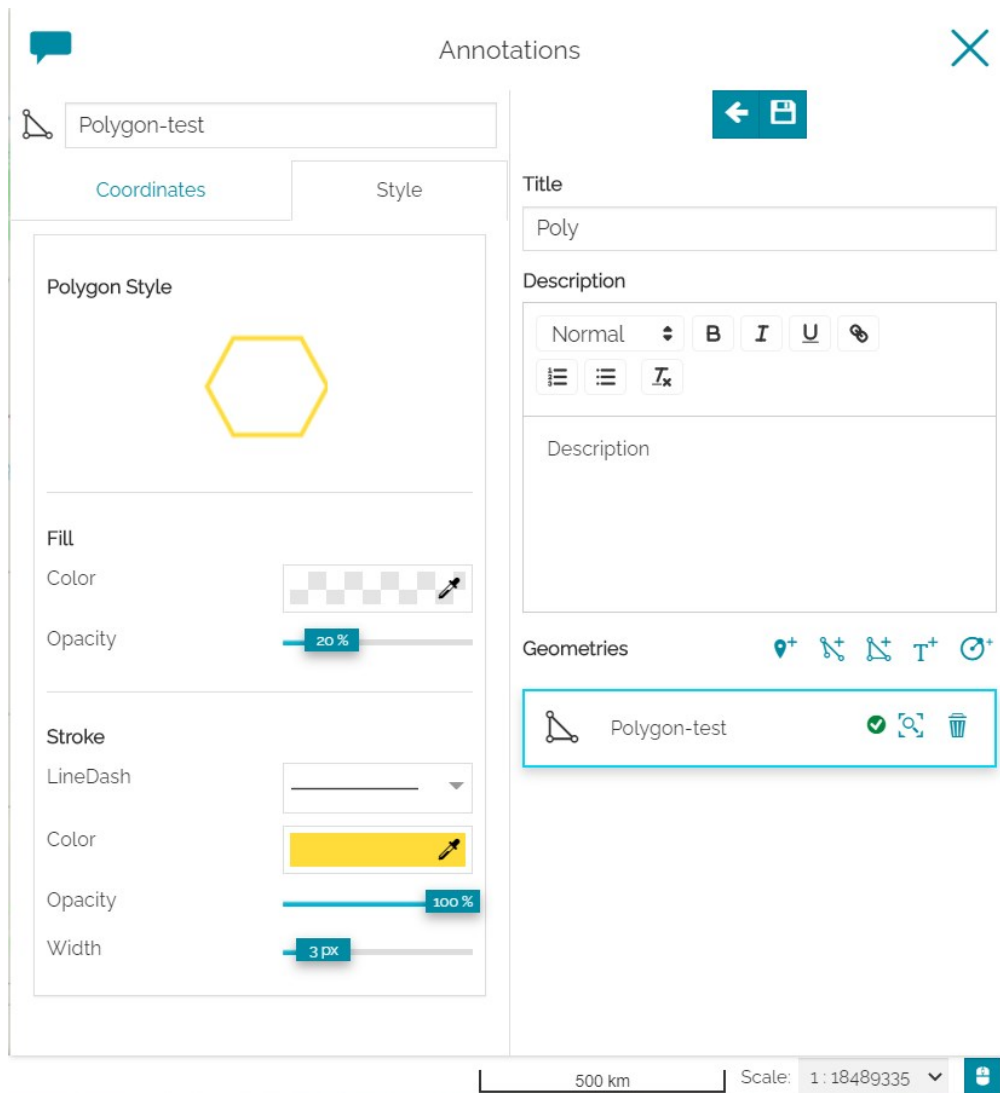 Annotations
Polygon-test
Coordinates
Style
Polygon Style
Fill
Color
Opacity
20 %
Stroke
LineDash
Color
Opacity
100 %
Width
3 px
Title
Poly
Description
Normal
B
I
U
Description
Geometries
T+
Polygon-test
500 km
Scale:
1 : 18489335